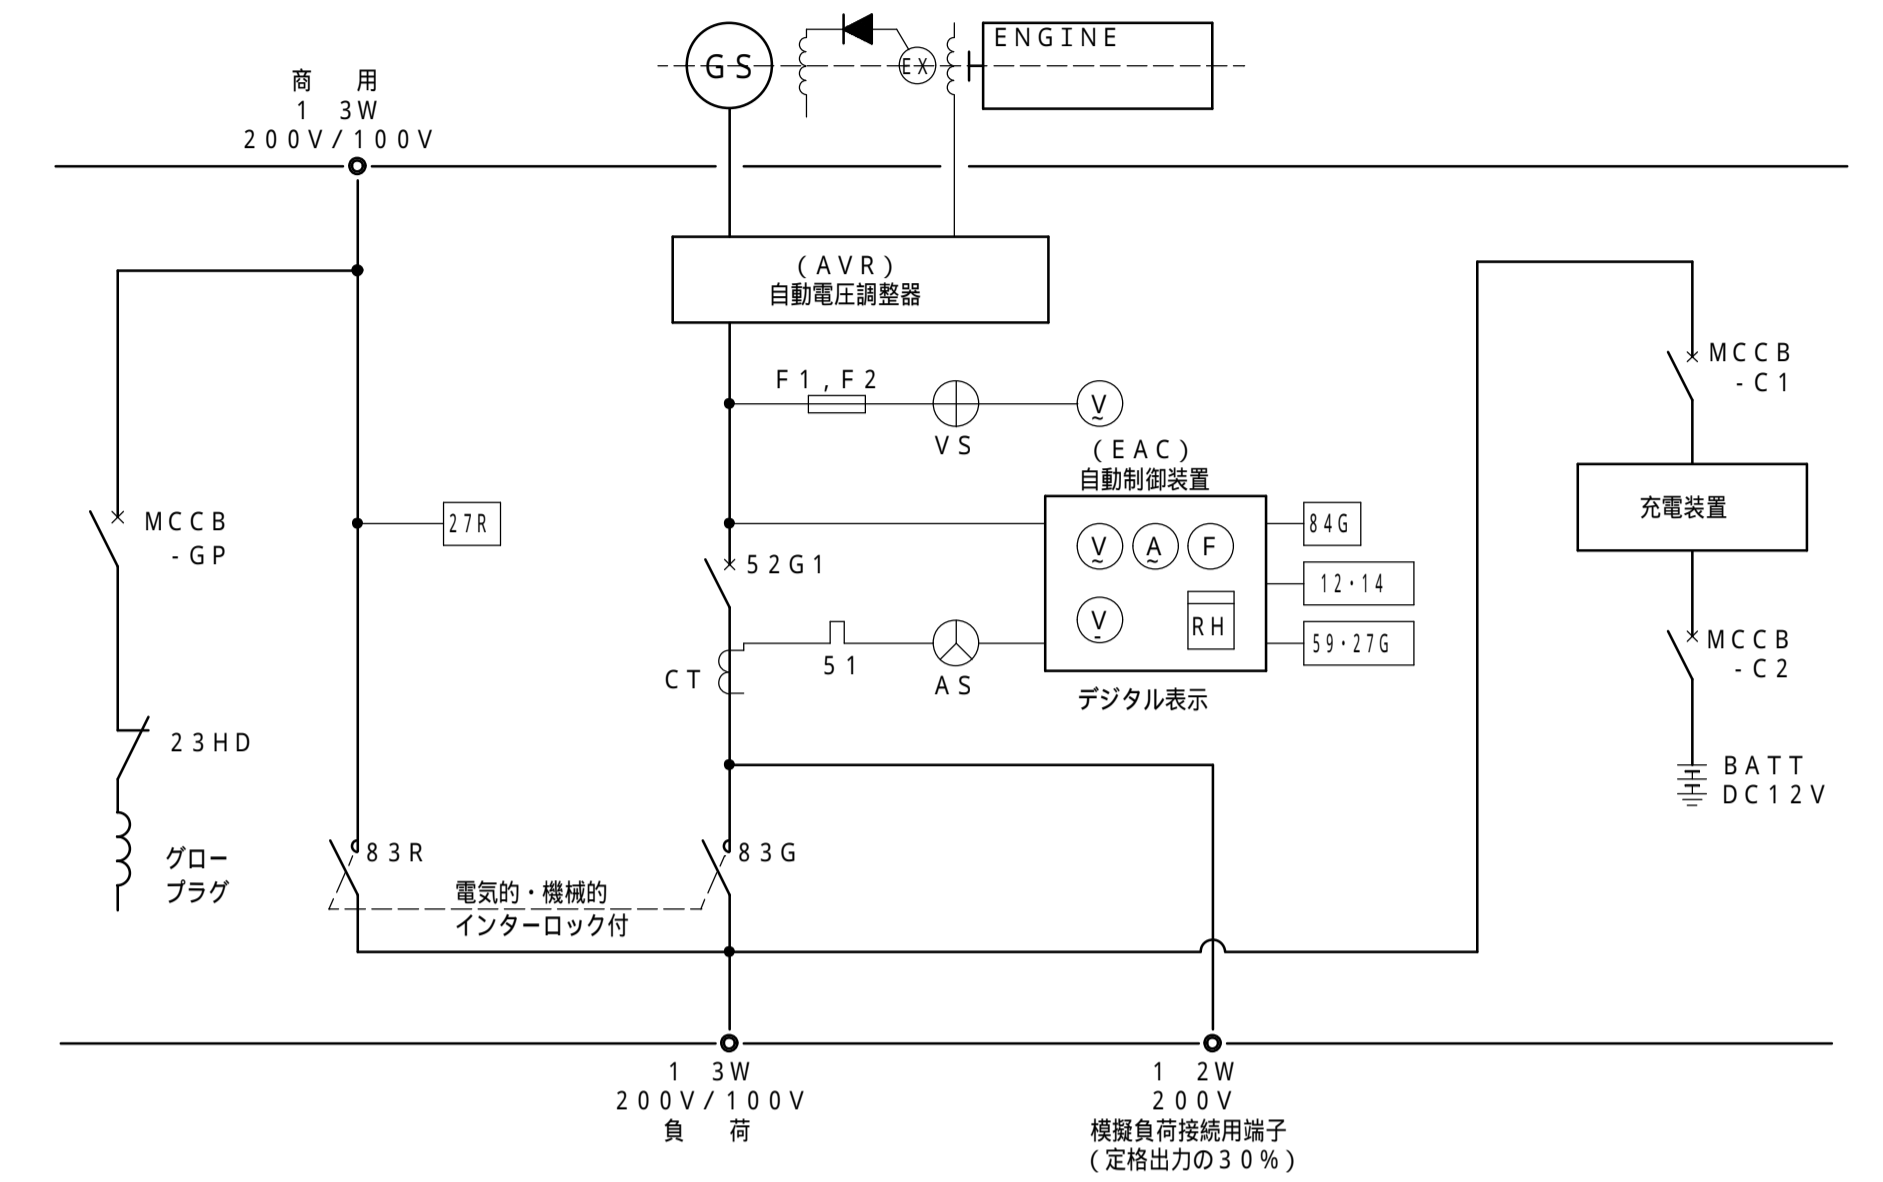 ENGINE
GS
EX
商 用
1 3W
200V/100V
(AVR)
自動電圧調整器
MCCB
-C1
F1,F2
VS
V
~
(EAC)
自動制御装置
充電装置
MCCB
-GP
27R
84G
52G1
V
~
A
~
F
12・14
V
-
RH
59・27G
MCCB
-C2
CT
51
AS
デジタル表示
23HD
BATT
DC12V
グロー
プラグ
83R
83G
電気的・機械的
インターロック付
1 3W
200V/100V
負 荷
1 2W
200V
模擬負荷接続用端子
(定格出力の30%)